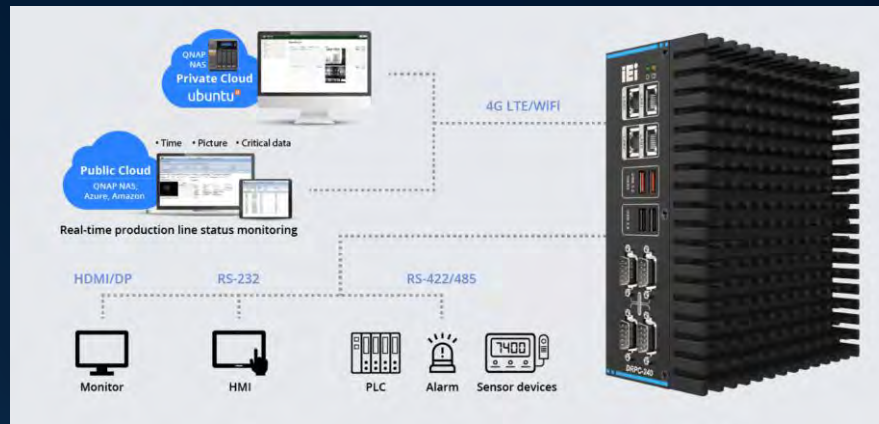 QNAP
NAS
Private Cloud
ubuntu
4G LTE/WiFi
• Time • Picture • Critical data
Public Cloud
QNAP NAS,
Azure, Amazon
Real-time production line status monitoring
HDMI/DP
RS-232
RS-422/485
Monitor
HMI
PLC
Alarm
Sensor devices
7400
iEi
DRPC-240